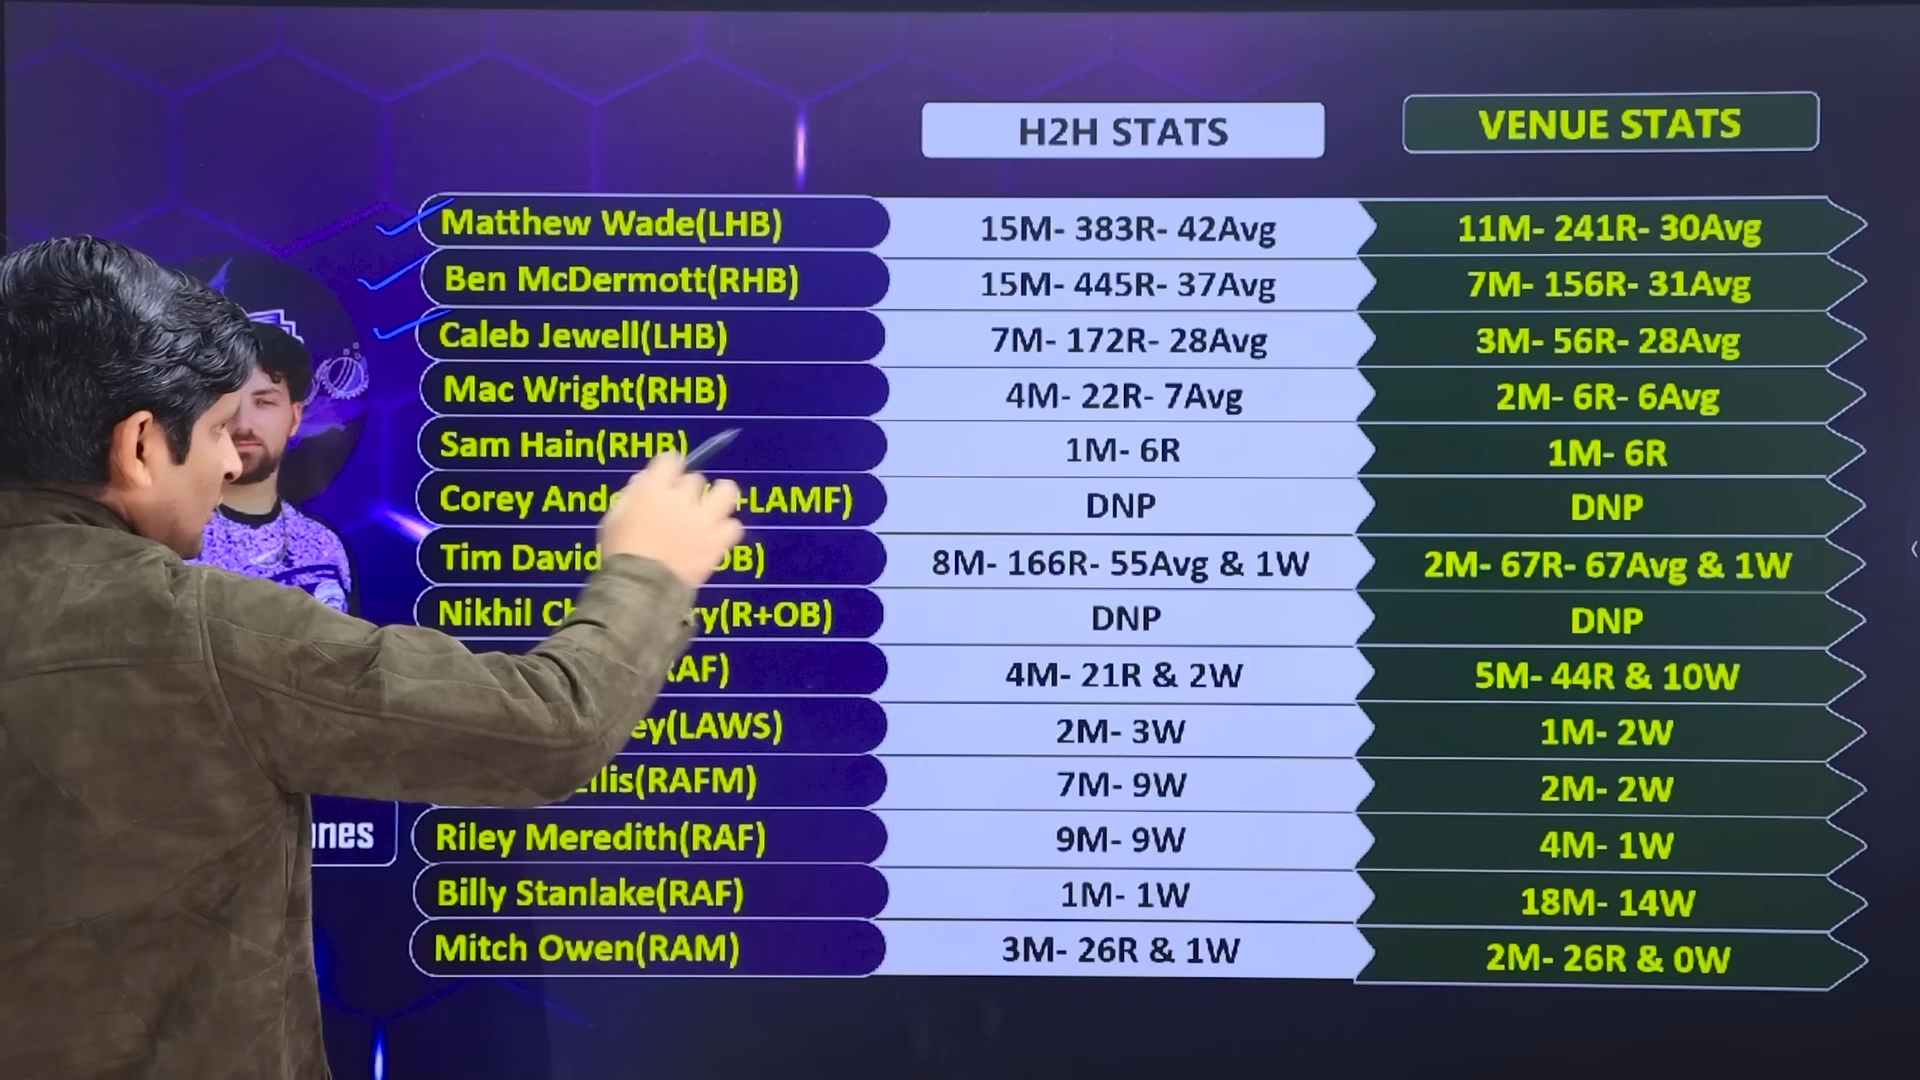 H2H STATS VENUE STATS
Matthew Wade(LHB) 15M- 383R- 42Avg 11M- 241R- 30Avg
Ben McDermott(RHB) 15M- 445R- 37Avg 7M- 156R- 31Avg
Caleb Jewell(LHB) 7M- 172R- 28Avg 3M- 56R- 28Avg
Mac Wright(RHB) 4M- 22R- 7Avg 2M- 6R- 6Avg
Sam Hain(RHB) 1M- 6R 1M- 6R
Corey +LAMF) DNP DNP
Tim David OB) 8M- 166R- 55Avg & 1W 2M- 67R- 67Avg & 1W
Nikhil ry(R+OB) DNP DNP
RAF) 4M- 21R & 2W 5M- 44R & 10W
ey(LAWS) 2M- 3W 1M- 2W
llis(RAFM) 7M- 9W 2M- 2W
Riley Meredith(RAF) 9M- 9W 4M- 1W
Billy Stanlake(RAF) 1M- 1W 18M- 14W
Mitch Owen(RAM) 3M- 26R & 1W 2M- 26R & 0W